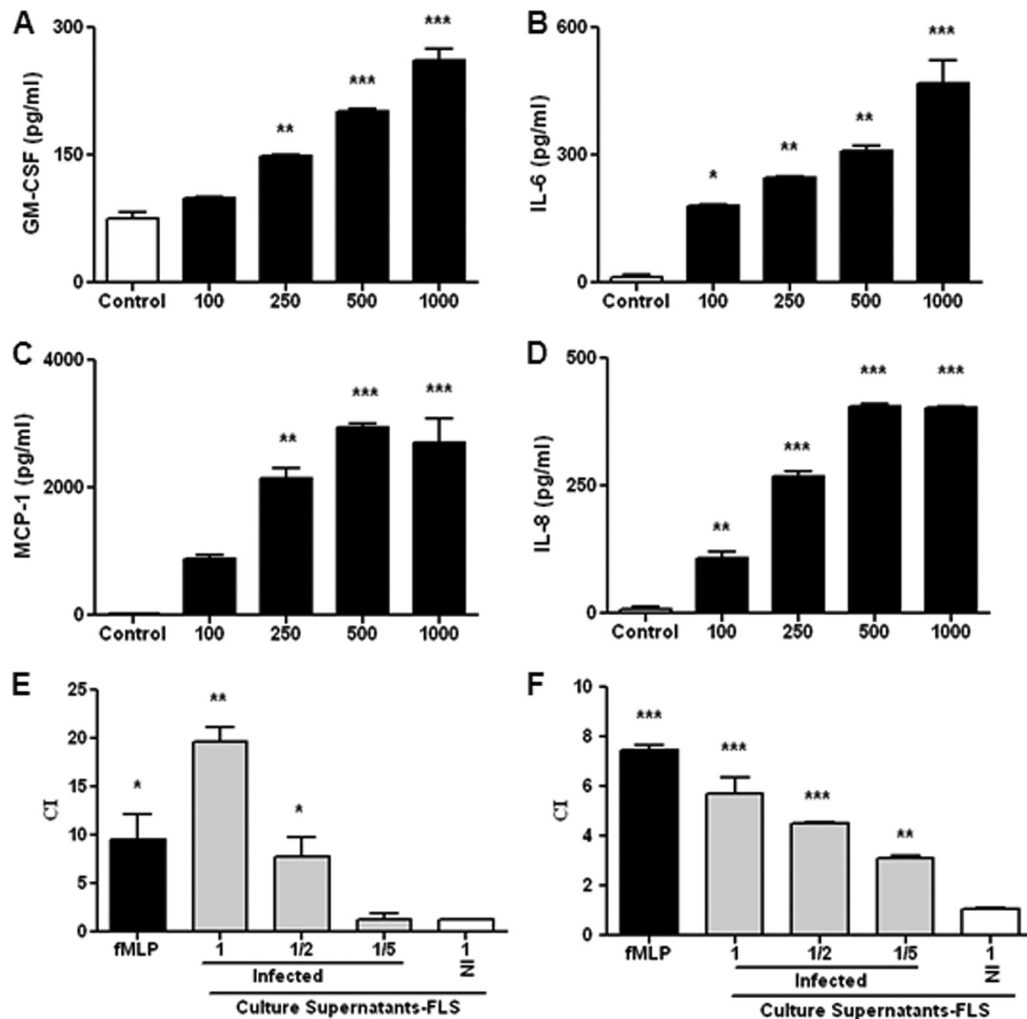 A
GM-CSF (pg/ml)
300
150
0
**
***
***
Control 100 250 500 1000
B
IL-6 (pg/ml)
600
300
0
*
**
**
***
Control 100 250 500 1000
C
MCP-1 (pg/ml)
4000
2000
0
**
***
***
Control 100 250 500 1000
D
IL-8 (pg/ml)
500
250
0
**
***
***
***
Control 100 250 500 1000
E
CI
25
20
15
10
5
0
*
**
*
fMLP 1 1/2 1/5 1
Infected NI
Culture Supernatants-FLS
F
CI
10
8
6
4
2
0
***
***
***
**
fMLP 1 1/2 1/5 1
Infected NI
Culture Supernatants-FLS